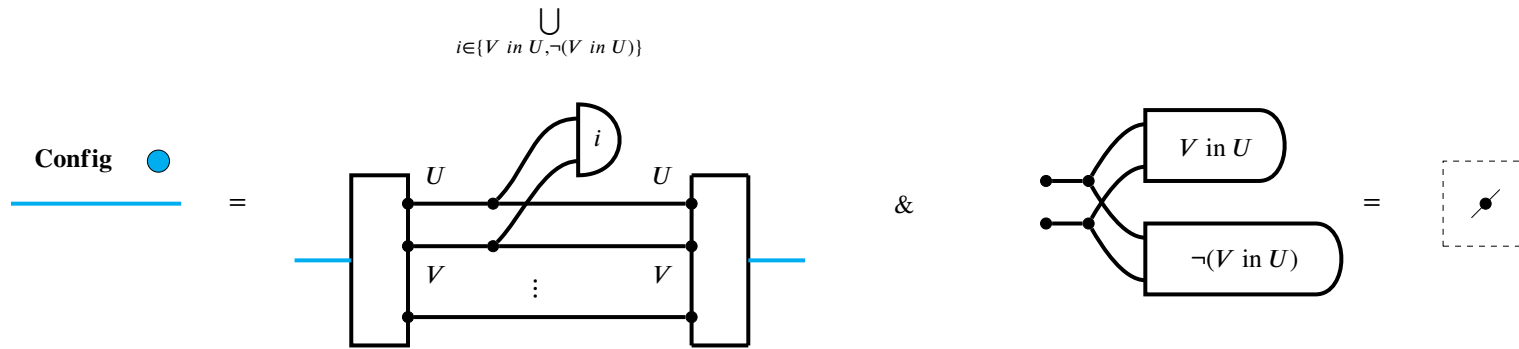 ⋃
i∈{V in U,¬(V in U)}
i
V in U
Config
U U
= & =
V V
¬(V in U)
⋮